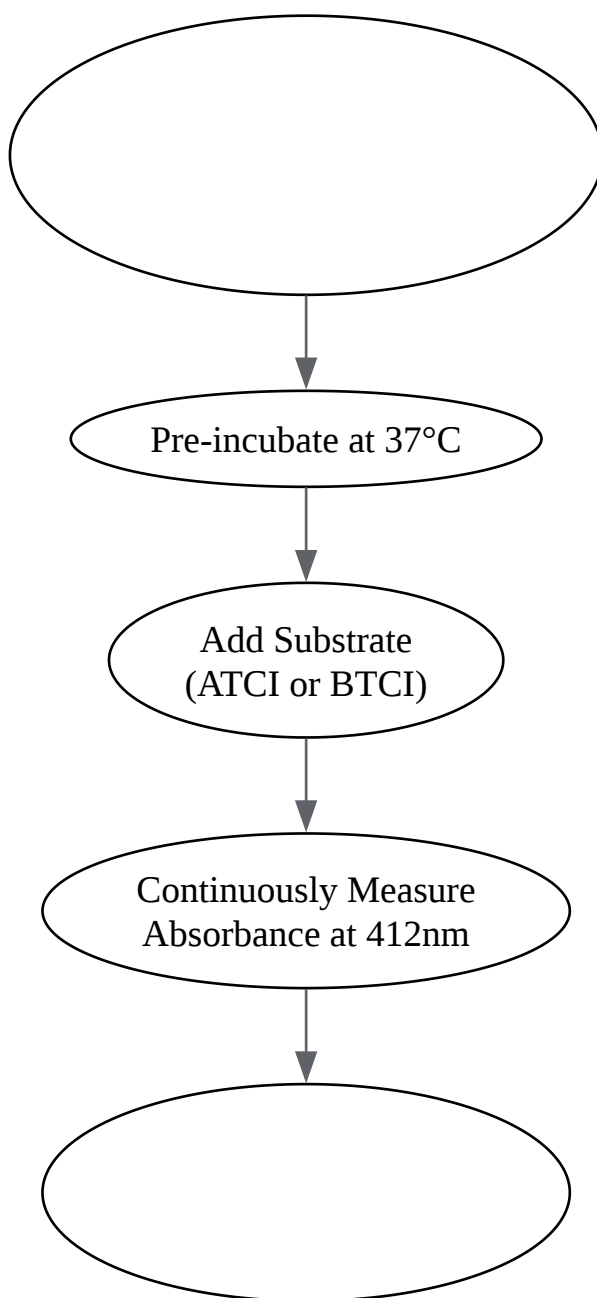 Pre-incubate at 37°C
Add Substrate
(ATCI or BTCI)
Continuously Measure
Absorbance at 412nm